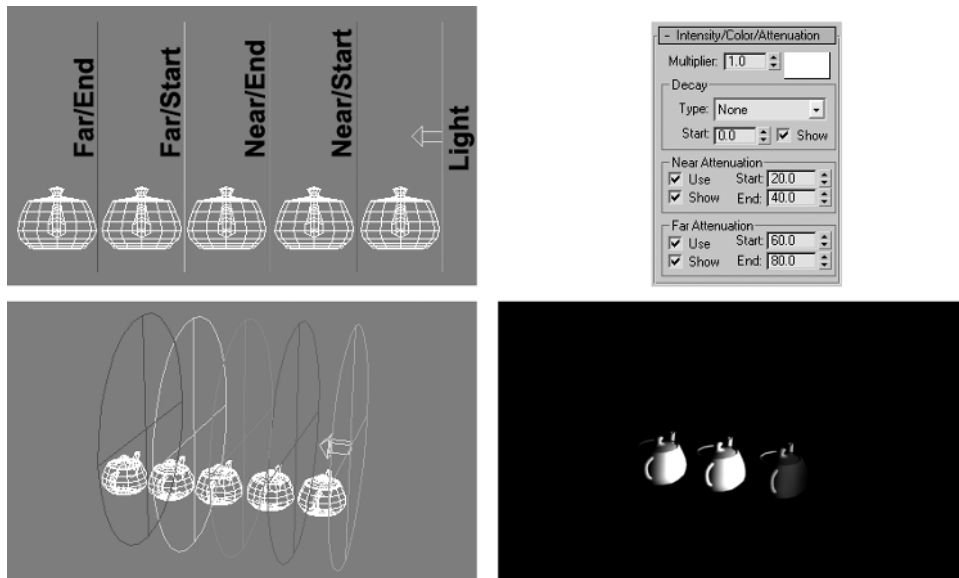 Far/End
Far/Start
Near/End
Near/Start
Light
- Intensity/Color/Attenuation
Multiplier: 1.0
Decay
Type: None
Start: 0.0 Show
Near Attenuation
Use Start: 20.0
Show End: 40.0
Far Attenuation
Use Start: 60.0
Show End: 80.0